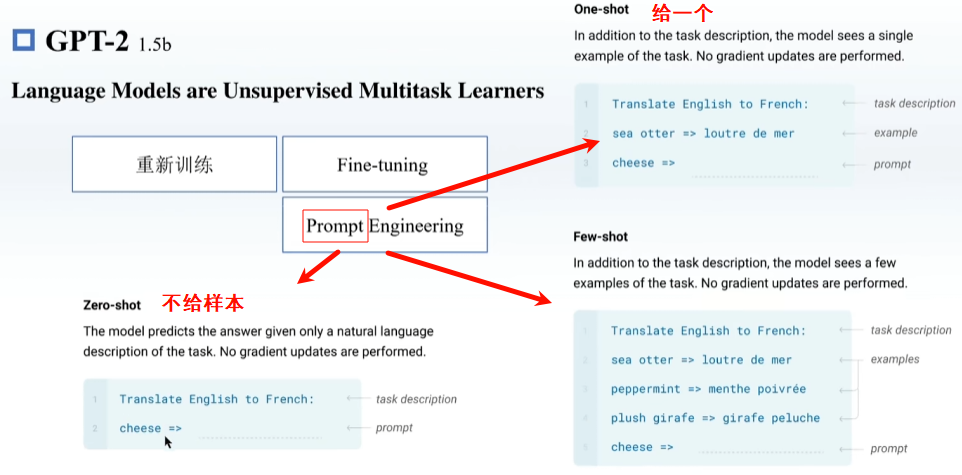 GPT-2 1.5b
Language Models are Unsupervised Multitask Learners
重新训练
Fine-tuning
Prompt Engineering
Zero-shot 不给样本
The model predicts the answer given only a natural language
description of the task. No gradient updates are performed.
1 Translate English to French: task description
2 cheese => prompt
One-shot 给一个
In addition to the task description, the model sees a single
example of the task. No gradient updates are performed.
1 Translate English to French: task description
2 sea otter => loutre de mer example
3 cheese => prompt
Few-shot
In addition to the task description, the model sees a few
examples of the task. No gradient updates are performed.
Translate English to French: task description
sea otter => loutre de mer examples
peppermint => menthe poivrée
plush girafe => girafe peluche
cheese => prompt